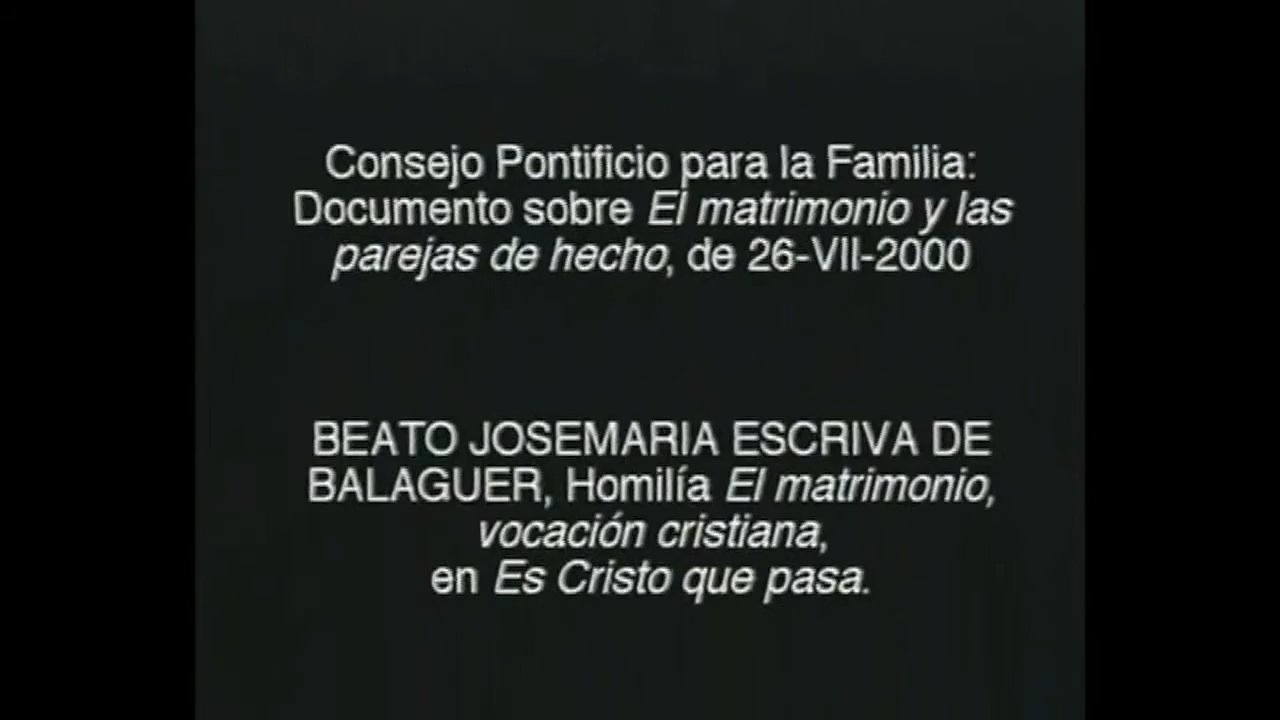 Consejo Pontificio para la Familia:
Documento sobre El matrimonio y las
parejas de hecho, de 26-VII-2000
BEATO JOSEMARIA ESCRIVA DE
BALAGUER, Homilía El matrimonio,
vocación cristiana,
en Es Cristo que pasa.